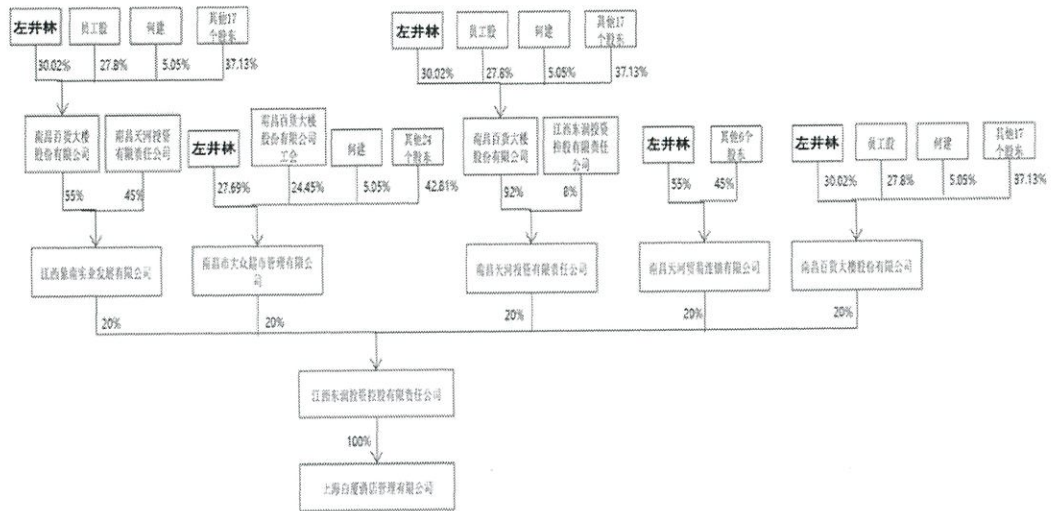 左井林
员工股
何建
其他17
个股东
30.02%
27.8%
5.05%
37.13%
左井林
员工股
何建
其他17
个股东
30.02%
27.8%
5.05%
37.13%
南昌百货大楼
股份有限公司
南昌天河投资
有限责任公司
左井林
南昌百货大楼
股份有限公司
工会
何建
其他24
个股东
南昌百货大楼
股份有限公司
江西东润投资
控股有限责任
公司
左井林
其他6个
股东
左井林
员工股
何建
其他17
个股东
55%
45%
27.69%
24.45%
5.05%
42.81%
92%
8%
55%
45%
30.02%
27.8%
5.05%
37.13%
江西象南实业发展有限公司
南昌市大众超市管理有限公
司
南昌天河投资有限责任公司
南昌天河贸易连锁有限公司
南昌百货大楼股份有限公司
20%
20%
20%
20%
20%
江西东润投资控股有限责任公司
100%
上海白厦酒店管理有限公司